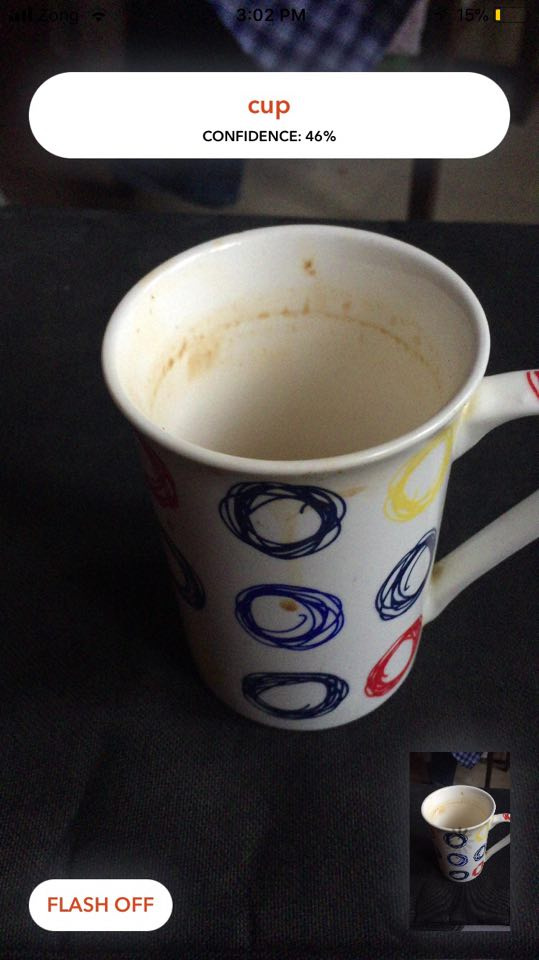 Zong 3:02 PM 15%
cup
CONFIDENCE: 46%
FLASH OFF